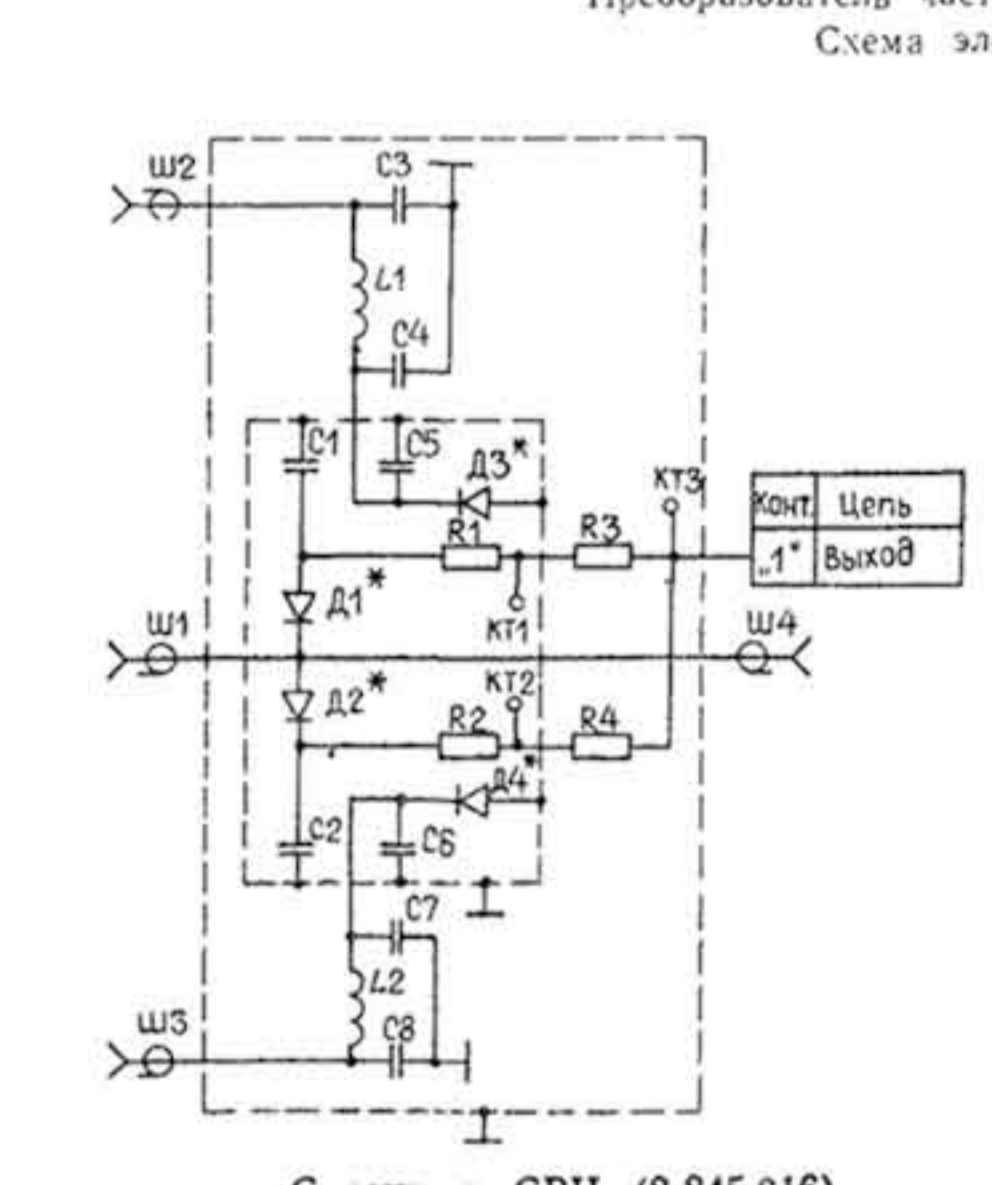 Схема эл
Ш2
С3
L1
С4
С1
С5
Д3*
КТ3
Конт. Цепь
R1
R3
„1“ Выход
Д1*
КТ1
Ш1
Ш4
Д2*
КТ2
R2
R4
Д4*
С2
С6
С7
L2
Ш3
С8